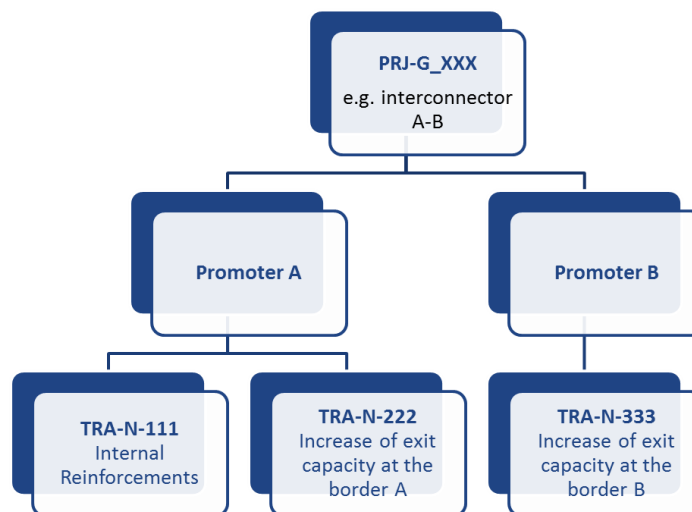 PRJ-G_XXX
e.g. interconnector
A-B
Promoter A
Promoter B
TRA-N-111
Internal
Reinforcements
TRA-N-222
Increase of exit
capacity at the
border A
TRA-N-333
Increase of exit
capacity at the
border B